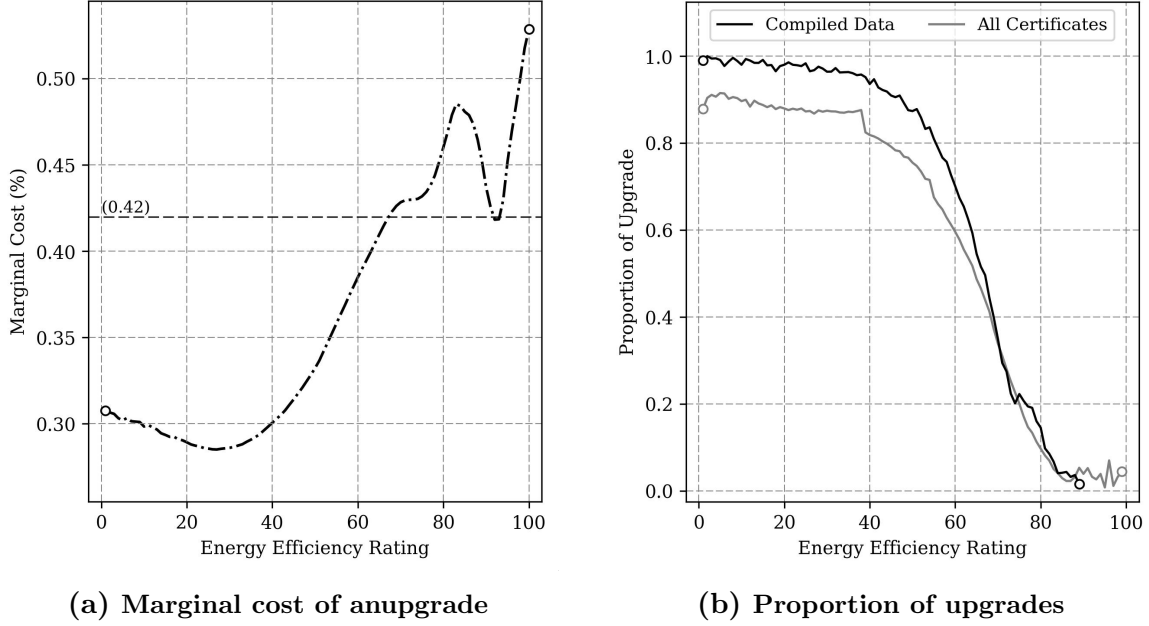 0.50
0.45
0.40
0.35
0.30
(0.42)
Marginal Cost (%)
0 20 40 60 80 100
Energy Efficiency Rating
(a) Marginal cost of anupgrade
Compiled Data All Certificates
1.0
0.8
0.6
0.4
0.2
0.0
Proportion of Upgrade
0 20 40 60 80 100
Energy Efficiency Rating
(b) Proportion of upgrades